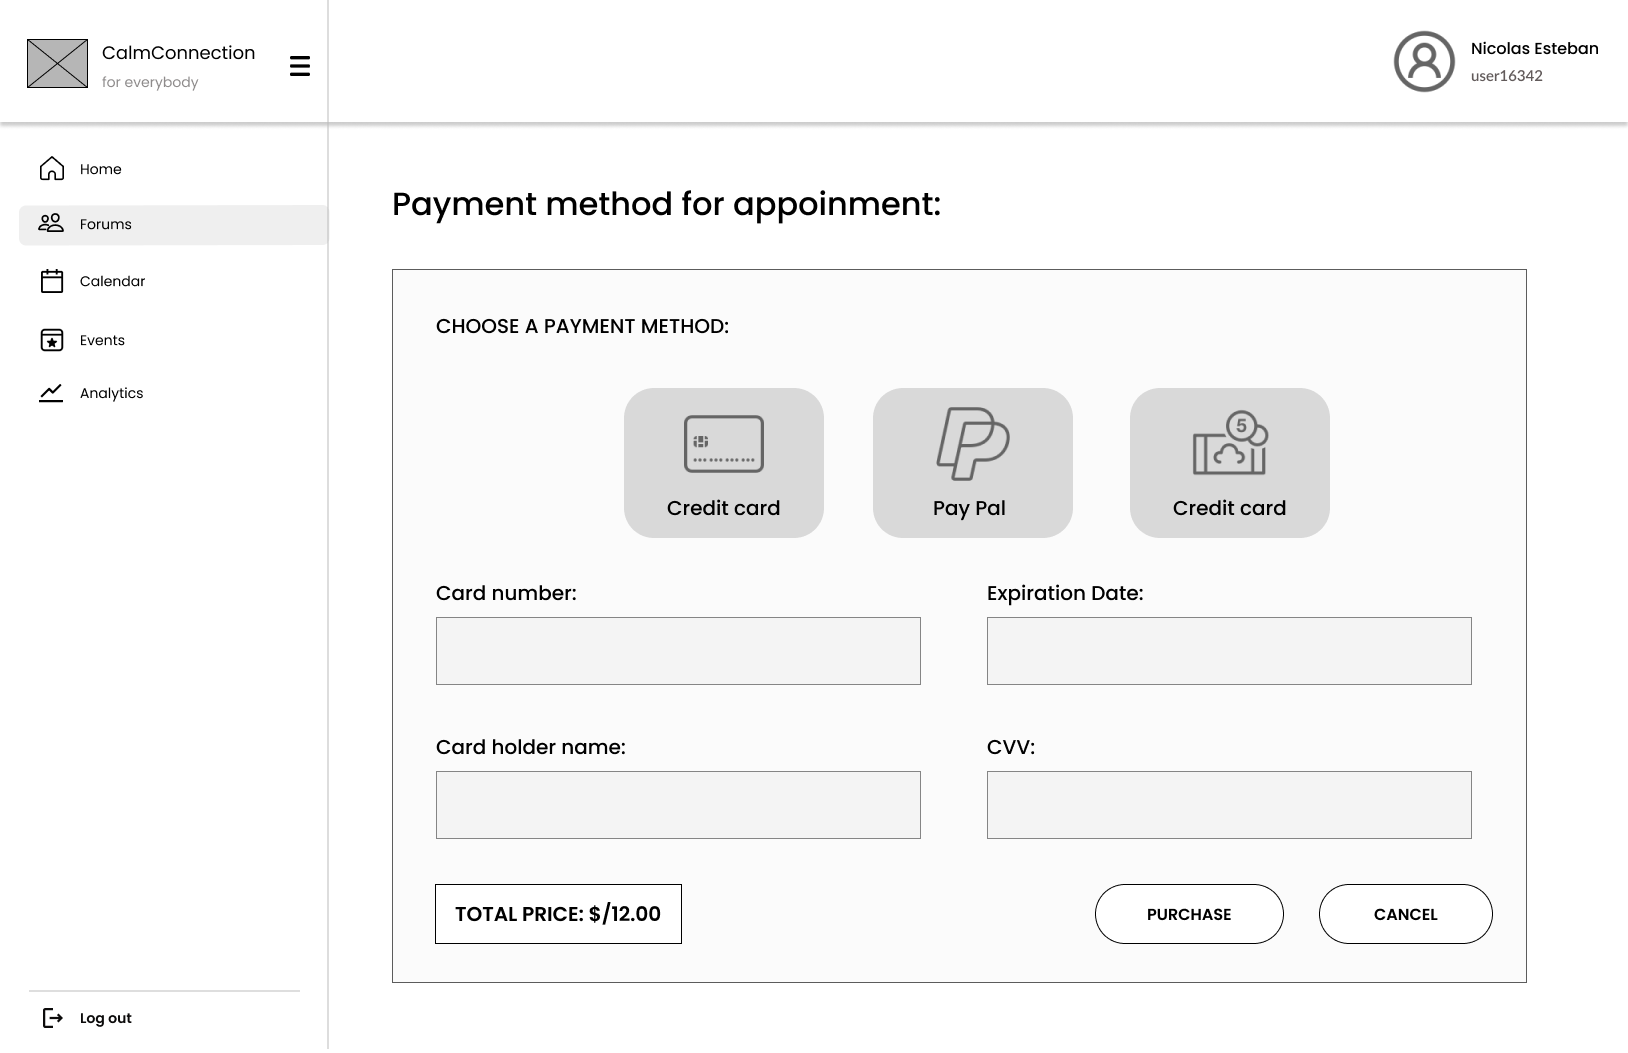 CalmConnection
for everybody
Nicolas Esteban
user16342
Home
Forums
Calendar
Events
Analytics
Log out
Payment method for appoinment:
CHOOSE A PAYMENT METHOD:
Credit card
Pay Pal
5
Credit card
Card number:
Expiration Date:
Card holder name:
CVV:
TOTAL PRICE: $/12.00
PURCHASE
CANCEL